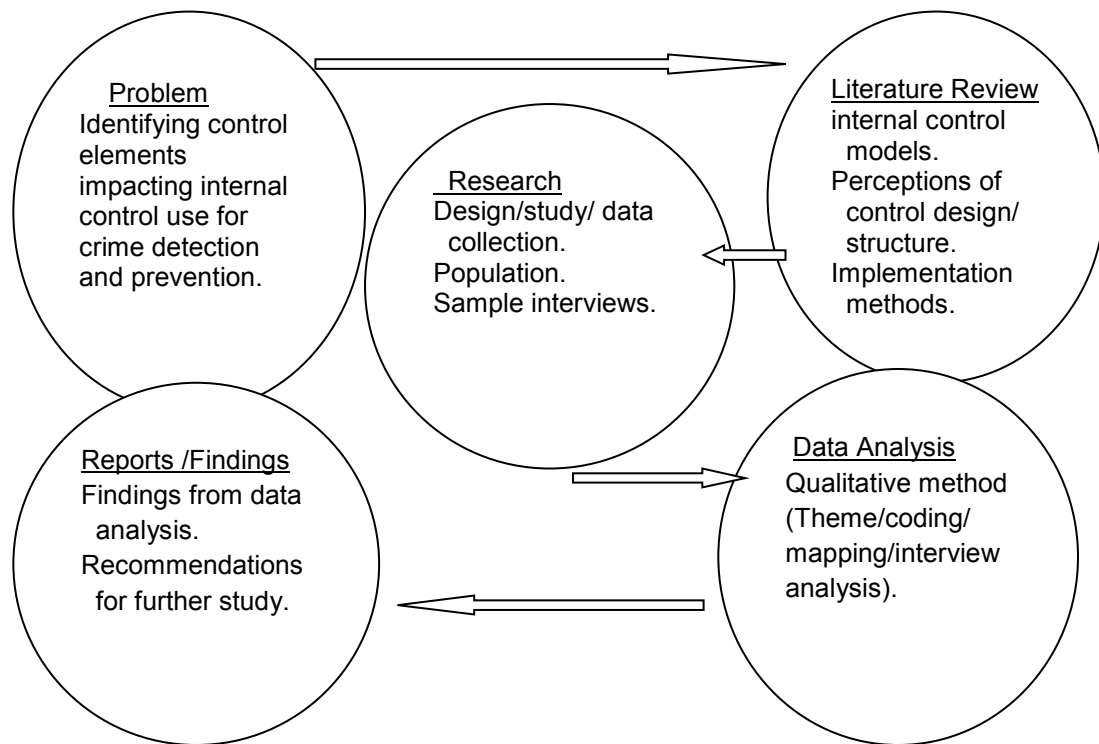 Problem
Identifying control
elements
impacting internal
control use for
crime detection
and prevention.
Literature Review
internal control
models.
Perceptions of
control design/
structure.
Implementation
methods.
Research
Design/study/ data
collection.
Population.
Sample interviews.
Data Analysis
Qualitative method
(Theme/coding/
mapping/interview
analysis).
Reports /Findings
Findings from data
analysis.
Recommendations
for further study.